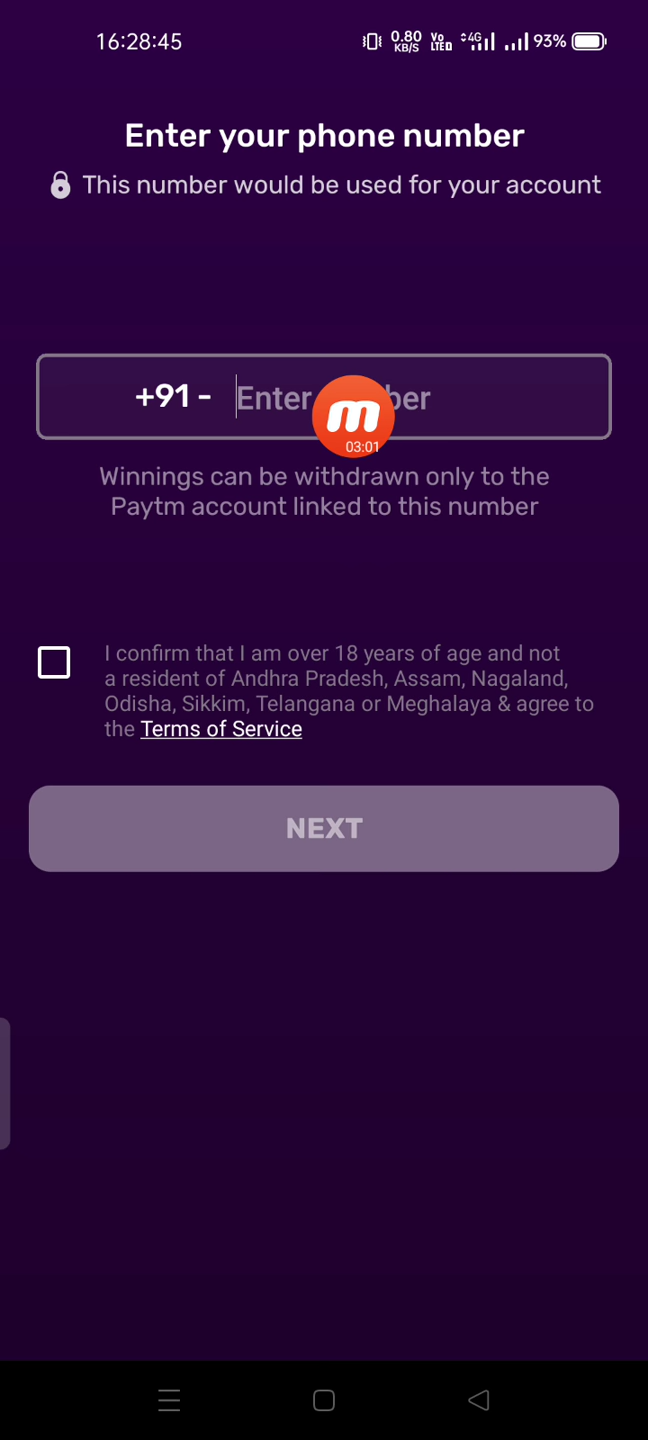 16:28:45
0.80 KB/S Vo LTED 4G 93%
Enter your phone number
This number would be used for your account
+91 - Enter ber
m
03:01
Winnings can be withdrawn only to the
Paytm account linked to this number
I confirm that I am over 18 years of age and not
a resident of Andhra Pradesh, Assam, Nagaland,
Odisha, Sikkim, Telangana or Meghalaya & agree to
the Terms of Service
NEXT